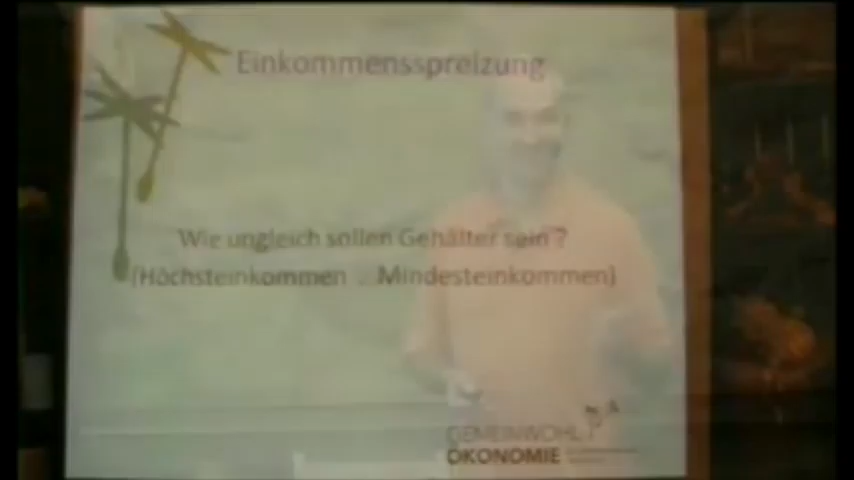 Einkommensspreizung
Wie ungleich sollen Gehälter sein?
(Höchsteinkommen : Mindesteinkommen)
GEMEINWOHL
ÖKONOMIE